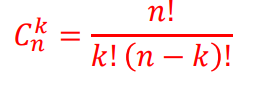 C_n^k = n! / (k! (n − k)!)